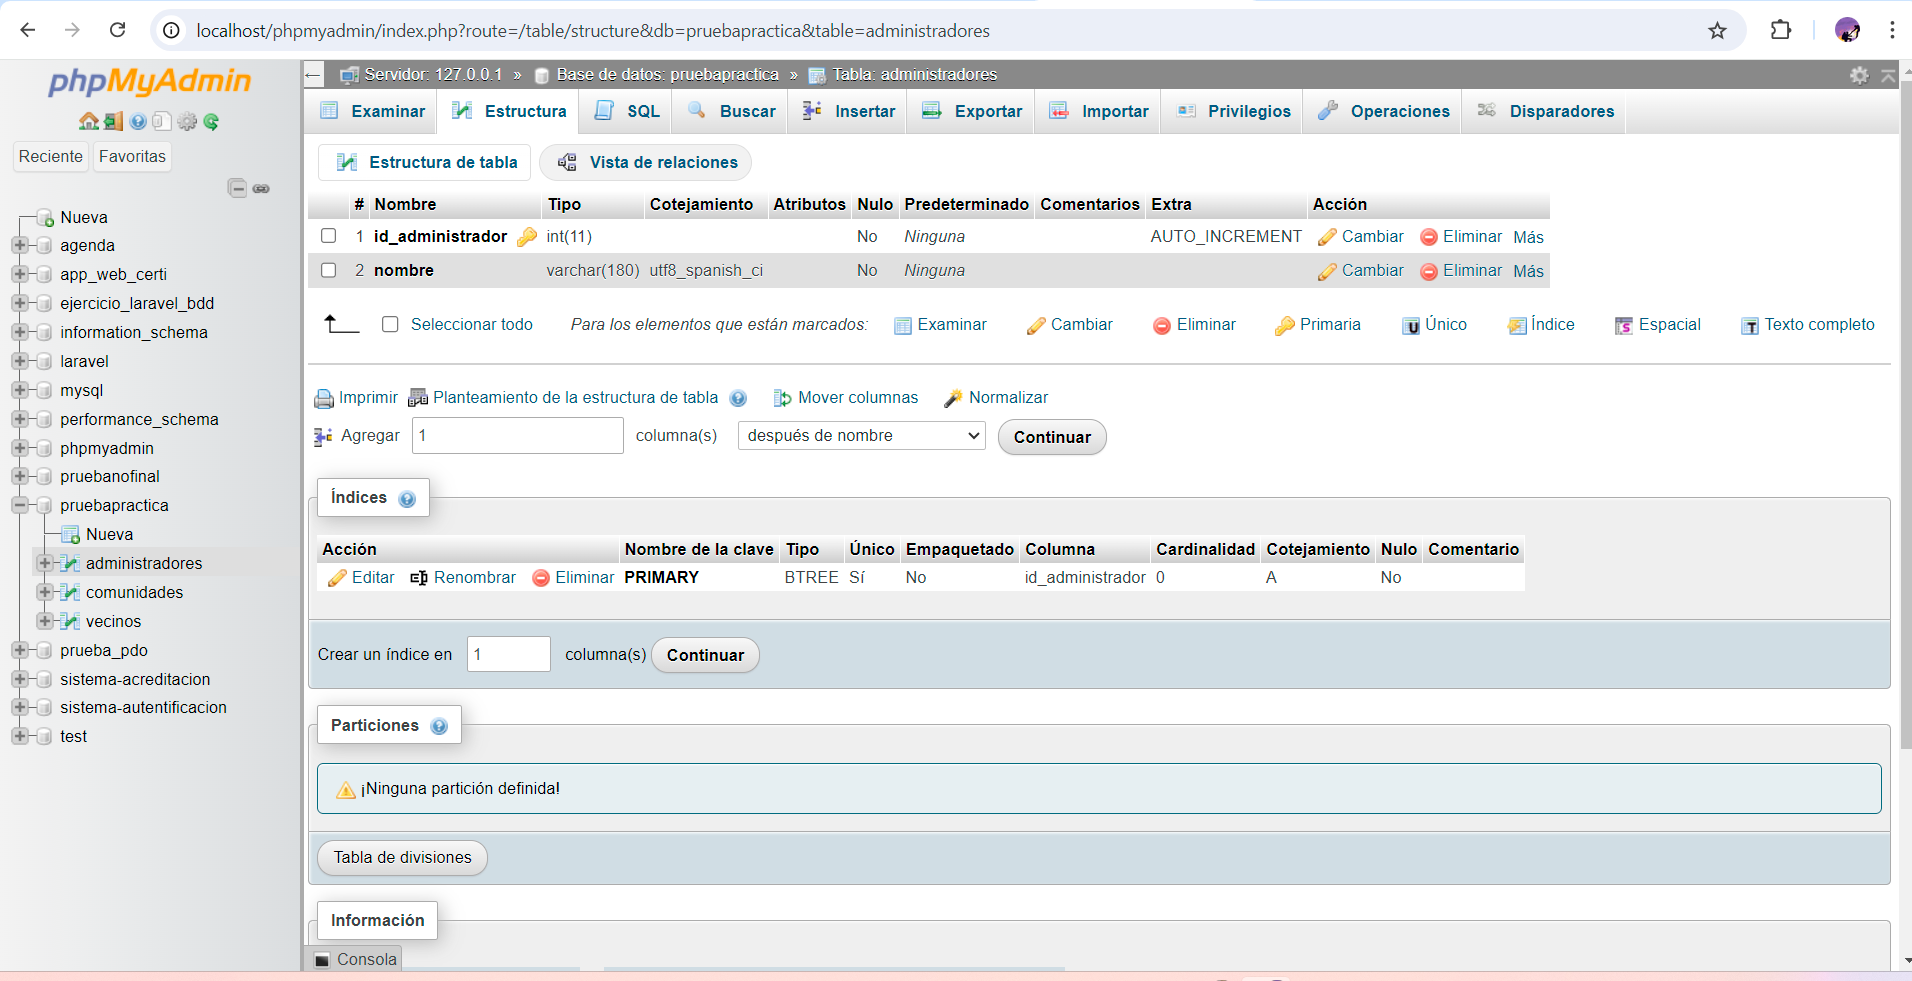 localhost/phpmyadmin/index.php?route=/table/structure&db=pruebapractica&table=administradores
phpMyAdmin
Reciente Favoritas
Nueva
agenda
app_web_certi
ejercicio_laravel_bdd
information_schema
laravel
mysql
performance_schema
phpmyadmin
pruebanofinal
pruebapractica
Nueva
administradores
comunidades
vecinos
prueba_pdo
sistema-acreditacion
sistema-autentificacion
test
Servidor: 127.0.0.1 » Base de datos: pruebapractica » Tabla: administradores
Examinar Estructura SQL Buscar Insertar Exportar Importar Privilegios Operaciones Disparadores
Estructura de tabla Vista de relaciones
# Nombre Tipo Cotejamiento Atributos Nulo Predeterminado Comentarios Extra Acción
1 id_administrador int(11) No Ninguna AUTO_INCREMENT Cambiar Eliminar Más
2 nombre varchar(180) utf8_spanish_ci No Ninguna Cambiar Eliminar Más
Seleccionar todo Para los elementos que están marcados: Examinar Cambiar Eliminar Primaria Único Índice Espacial Texto completo
Imprimir Planteamiento de la estructura de tabla Mover columnas Normalizar
Agregar 1 columna(s) después de nombre Continuar
Índices
Acción Nombre de la clave Tipo Único Empaquetado Columna Cardinalidad Cotejamiento Nulo Comentario
Editar Renombrar Eliminar PRIMARY BTREE Sí No id_administrador 0 A No
Crear un índice en 1 columna(s) Continuar
Particiones
¡Ninguna partición definida!
Tabla de divisiones
Información
Consola